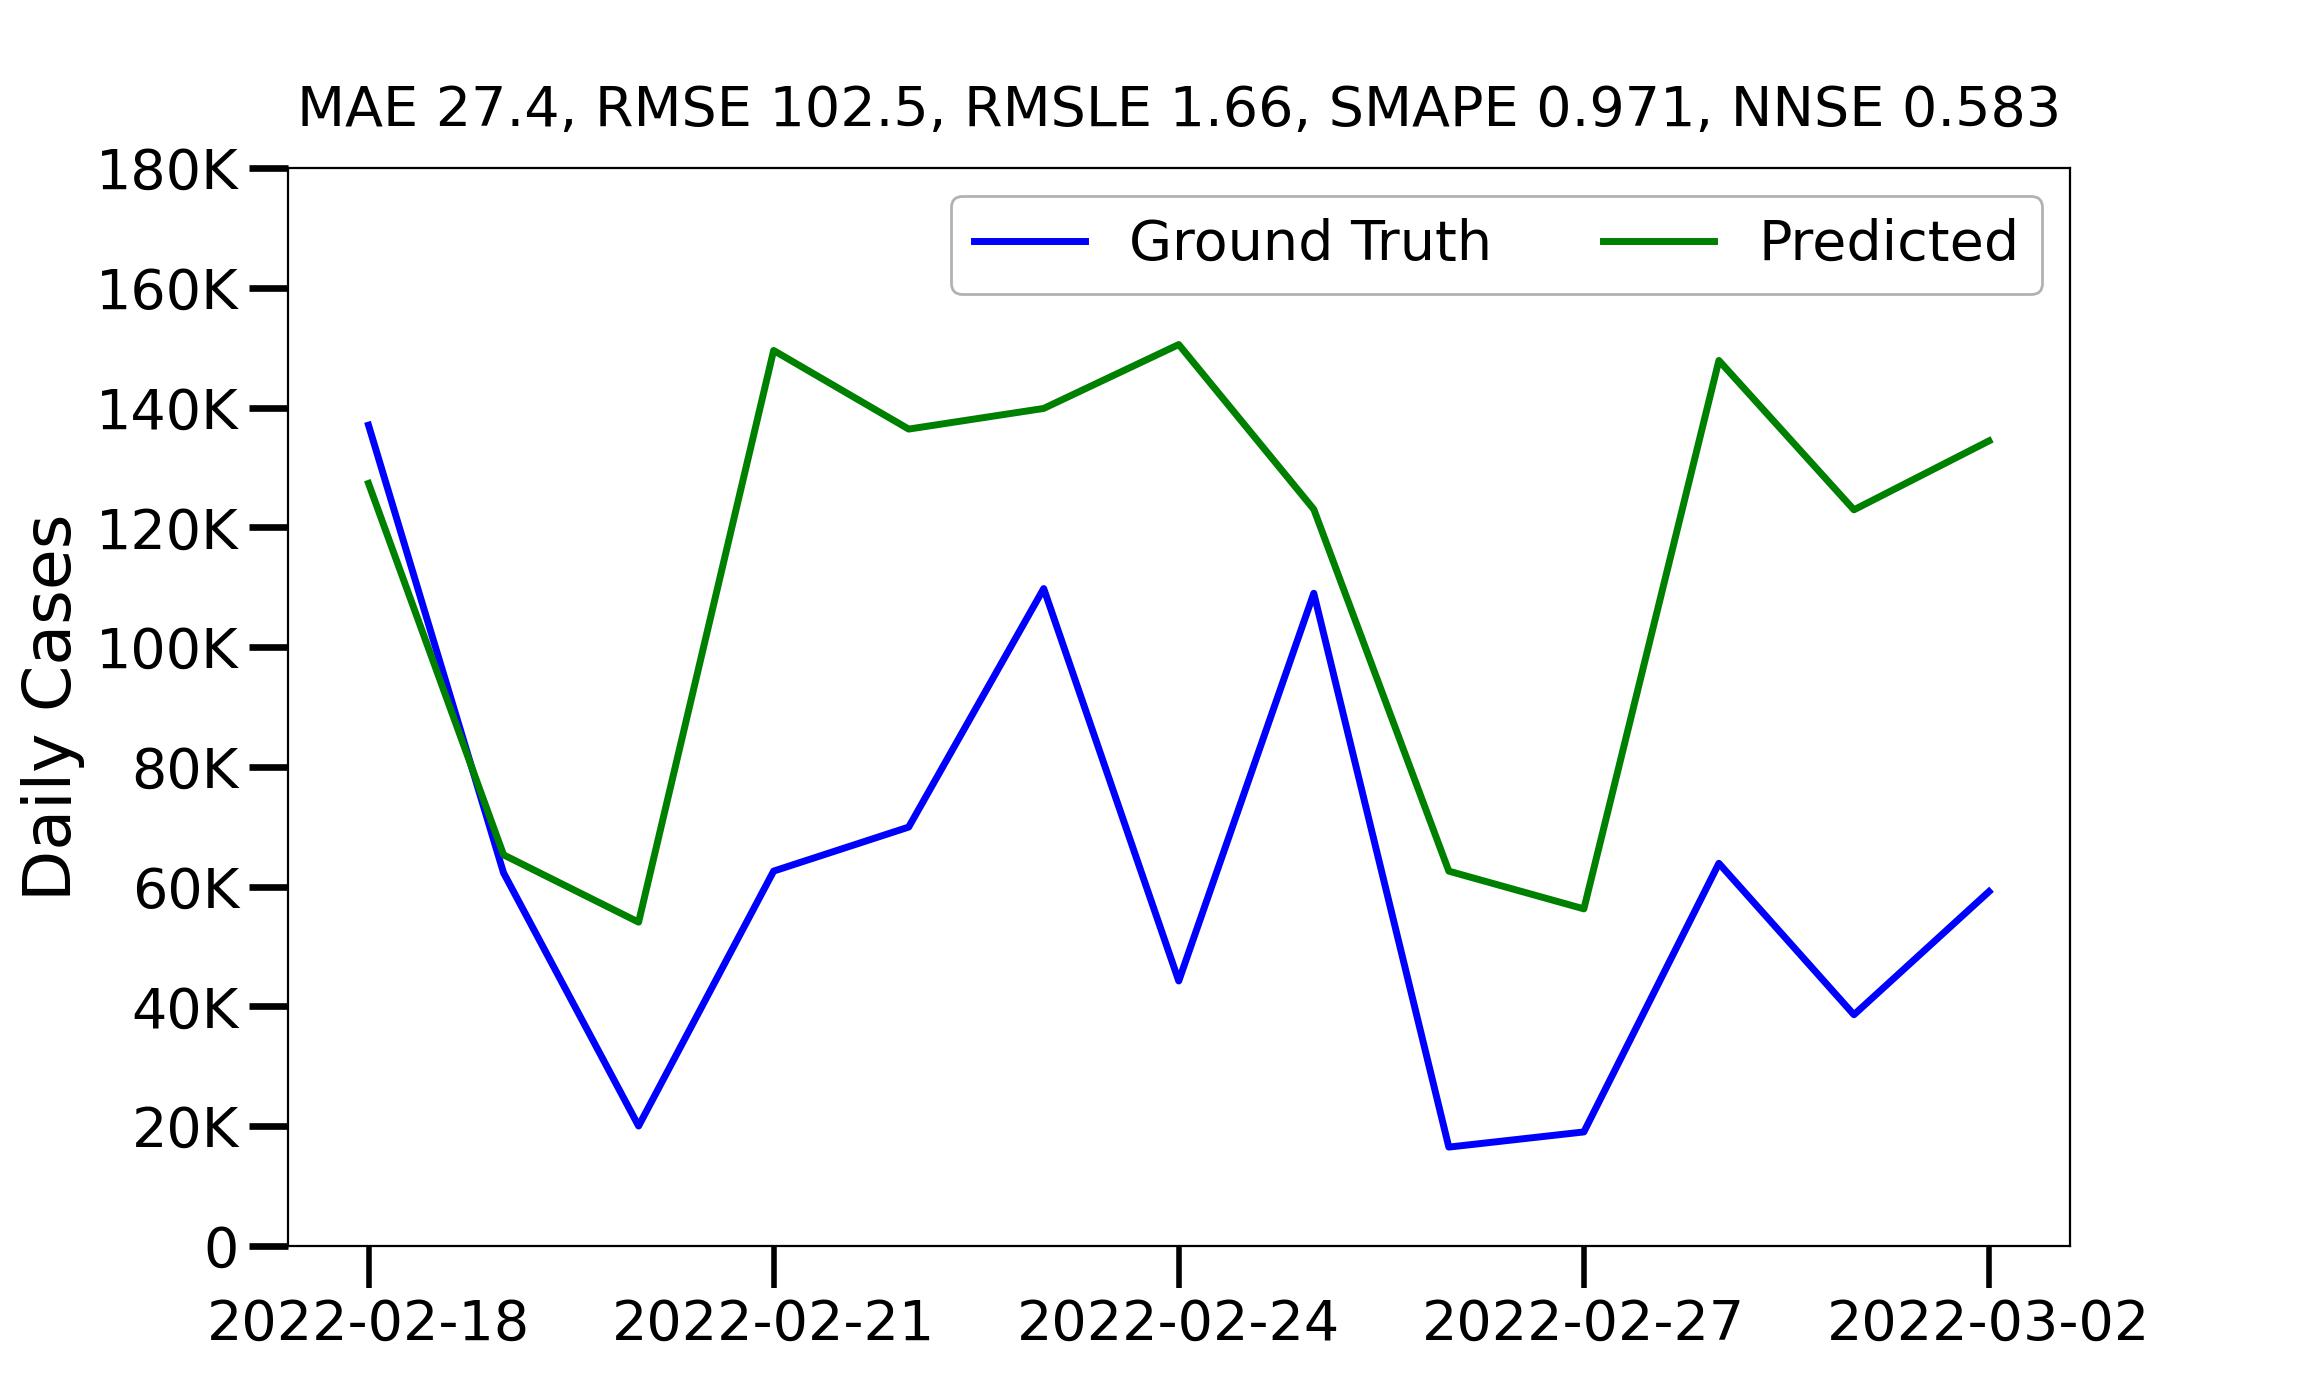 MAE 27.4, RMSE 102.5, RMSLE 1.66, SMAPE 0.971, NNSE 0.583
180K
160K
140K
120K
100K
80K
60K
40K
20K
0
Daily Cases
Ground Truth
Predicted
2022-02-18
2022-02-21
2022-02-24
2022-02-27
2022-03-02